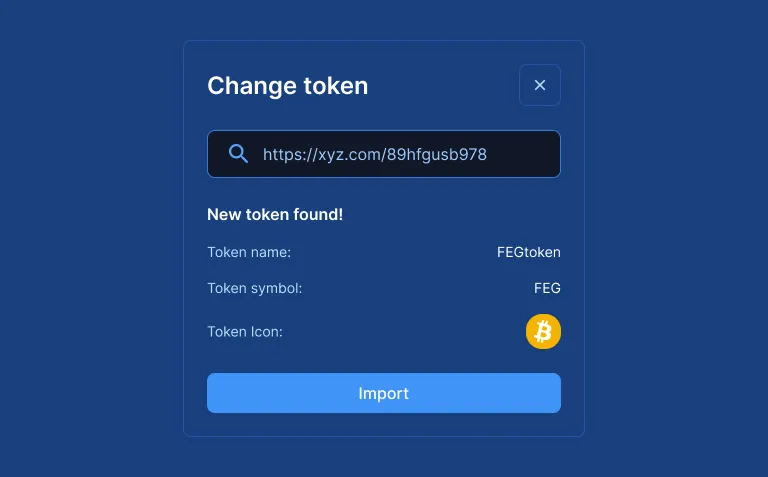 Change token
https://xyz.com/89hfgusb978
New token found!
Token name: FEGtoken
Token symbol: FEG
Token Icon:
Import